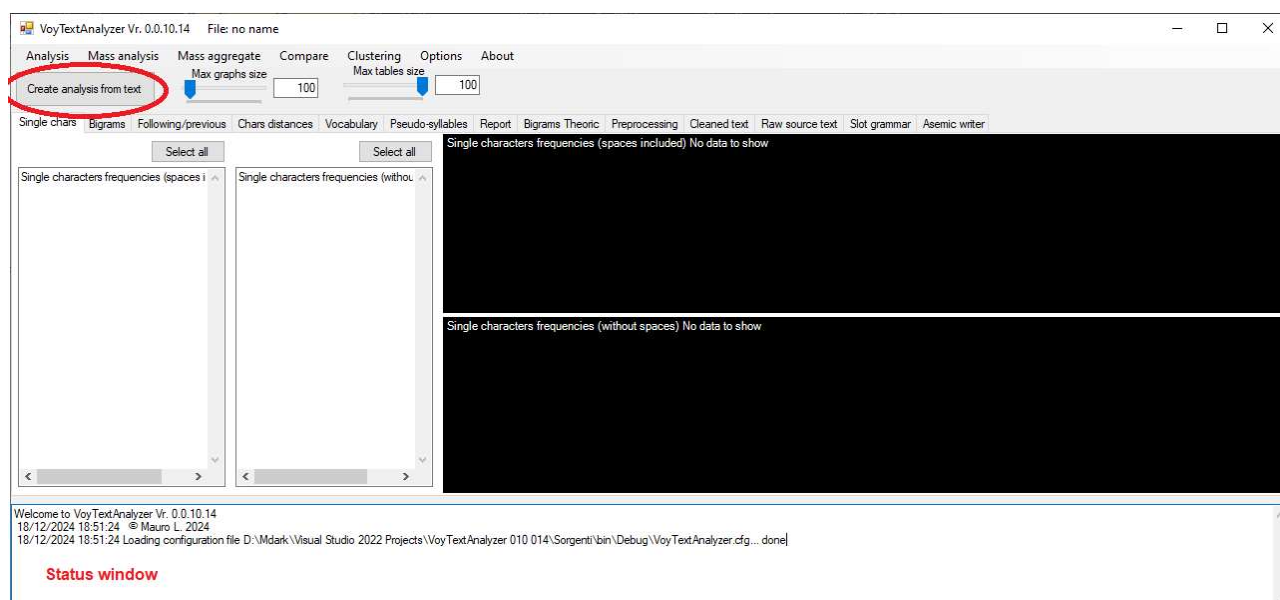 VoyTextAnalyzer Vr. 0.0.10.14 File: no name
Analysis Mass analysis Mass aggregate Compare Clustering Options About
Create analysis from text
Max graphs size
100
Max tables size
100
Single chars Bigrams Following/previous Chars distances Vocabulary Pseudo-syllables Report Bigrams Theoric Preprocessing Cleaned text Raw source text Slot grammar Asemic writer
Select all
Select all
Single characters frequencies (spaces i
Single characters frequencies (withou
Single characters frequencies (spaces included) No data to show
Single characters frequencies (without spaces) No data to show
Welcome to VoyTextAnalyzer Vr. 0.0.10.14
18/12/2024 18:51:24 © Mauro L. 2024
18/12/2024 18:51:24 Loading configuration file D:\Mdark\Visual Studio 2022 Projects\VoyTextAnalyzer 010 014\Sorgenti\bin\Debug\VoyTextAnalyzer.cfg... done
Status window